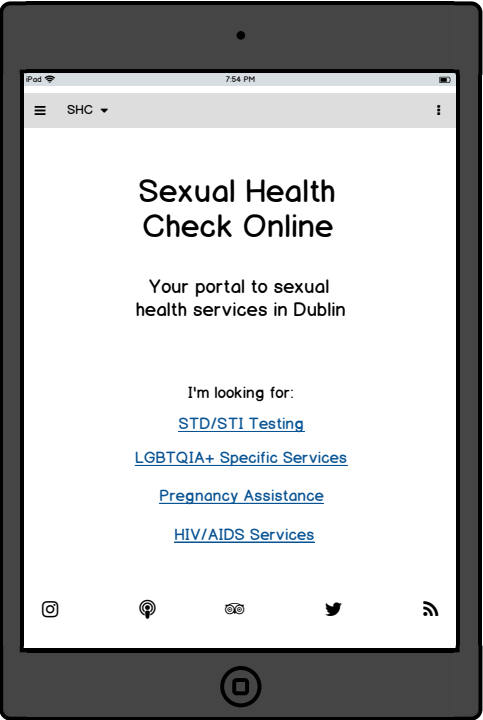 iPad 7:54 PM
SHC
Sexual Health
Check Online
Your portal to sexual
health services in Dublin
I'm looking for:
STD/STI Testing
LGBTQIA+ Specific Services
Pregnancy Assistance
HIV/AIDS Services